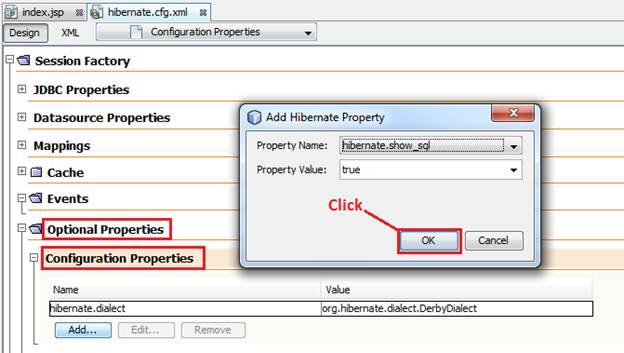 index.jsp hibernate.cfg.xml
Design XML Configuration Properties
Session Factory
JDBC Properties
Datasource Properties
Mappings
Cache
Events
Optional Properties
Configuration Properties
Name Value
hibernate.dialect org.hibernate.dialect.DerbyDialect
Add... Edit... Remove
Add Hibernate Property
Property Name: hibernate.show_sql
Property Value: true
Click
OK Cancel